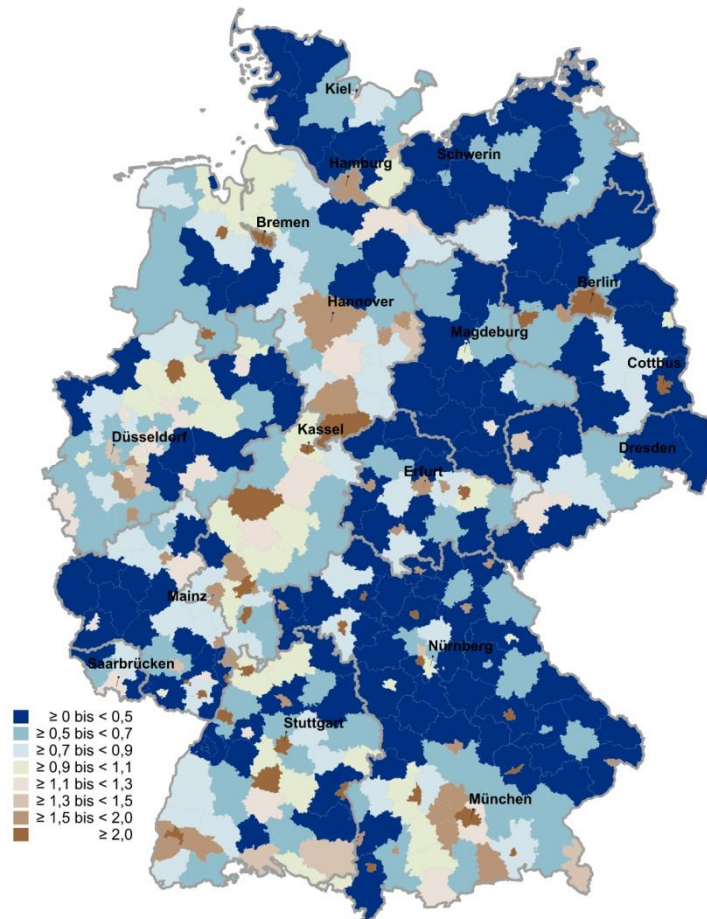 Kiel
Schwerin
Hamburg
Bremen
Berlin
Hannover
Magdeburg
Cottbus
Kassel
Düsseldorf
Dresden
Erfurt
Mainz
Nürnberg
Saarbrücken
Stuttgart
München
≥ 0 bis < 0,5
≥ 0,5 bis < 0,7
≥ 0,7 bis < 0,9
≥ 0,9 bis < 1,1
≥ 1,1 bis < 1,3
≥ 1,3 bis < 1,5
≥ 1,5 bis < 2,0
≥ 2,0